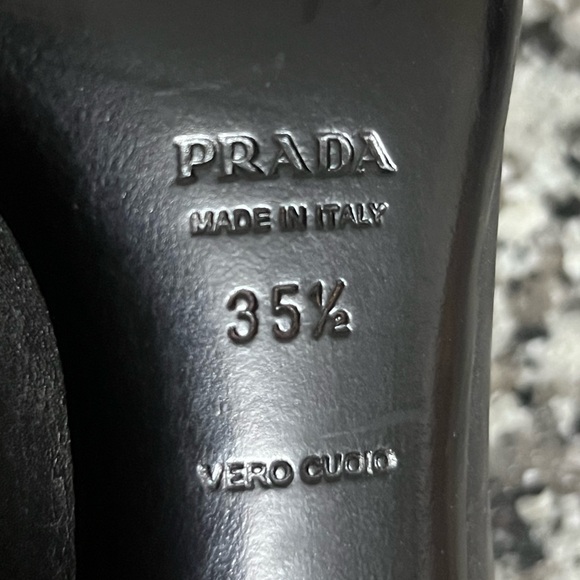 PRADA
MADE IN ITALY
35½
VERO CUOIO